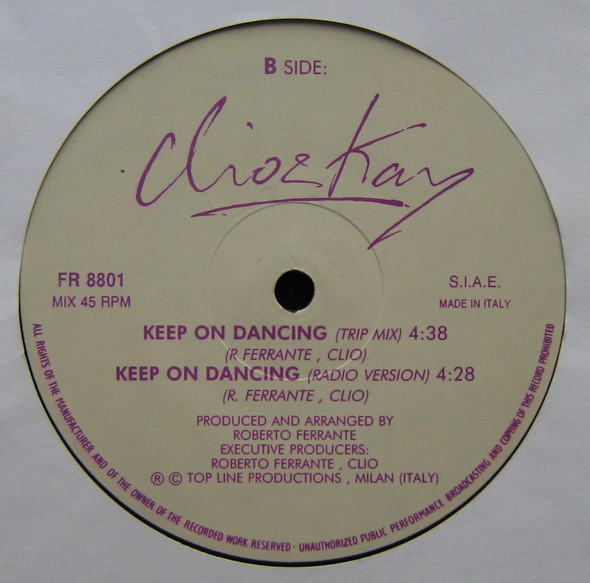 B SIDE:
Clio & Kay
FR 8801
MIX 45 RPM
S.I.A.E.
MADE IN ITALY
KEEP ON DANCING (TRIP MIX) 4:38
(R FERRANTE , CLIO)
KEEP ON DANCING (RADIO VERSION) 4:28
(R. FERRANTE , CLIO)
PRODUCED AND ARRANGED BY
ROBERTO FERRANTE
EXECUTIVE PRODUCERS:
ROBERTO FERRANTE , CLIO
℗ © TOP LINE PRODUCTIONS , MILAN (ITALY)
ALL RIGHTS OF THE MANUFACTURER AND OF THE OWNER OF THE RECORDED WORK RESERVED · UNAUTHORIZED PUBLIC PERFORMANCE BROADCASTING AND COPYING OF THIS RECORD PROHIBITED